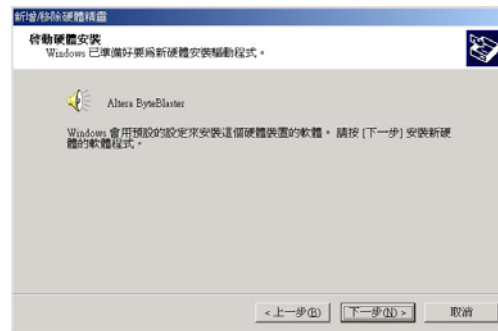 新增/移除硬體精靈
啓動硬體安裝
Windows 已準備好要爲新硬體安裝驅動程式。
Altera ByteBlaster
Windows 會用預設的設定來安裝這個硬體裝置的軟體。 請按 [下一步] 安裝新硬
體的軟體程式。
<上一步(B)
下一步(N) >
取消